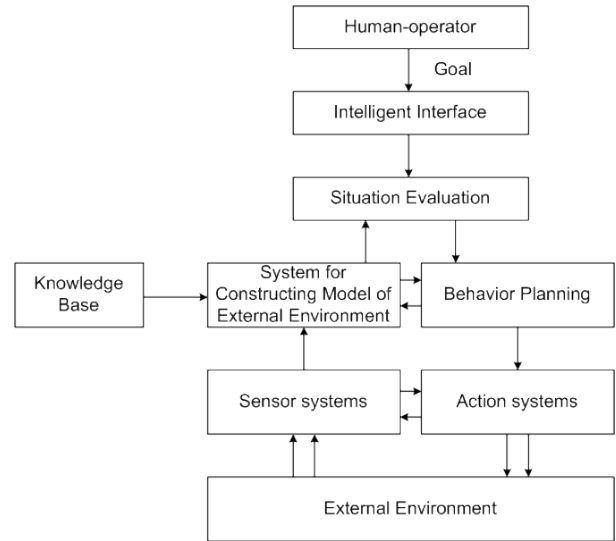 Human-operator
Goal
Intelligent Interface
Situation Evaluation
Knowledge
Base
System for
Constructing Model of
External Environment
Behavior Planning
Sensor systems
Action systems
External Environment